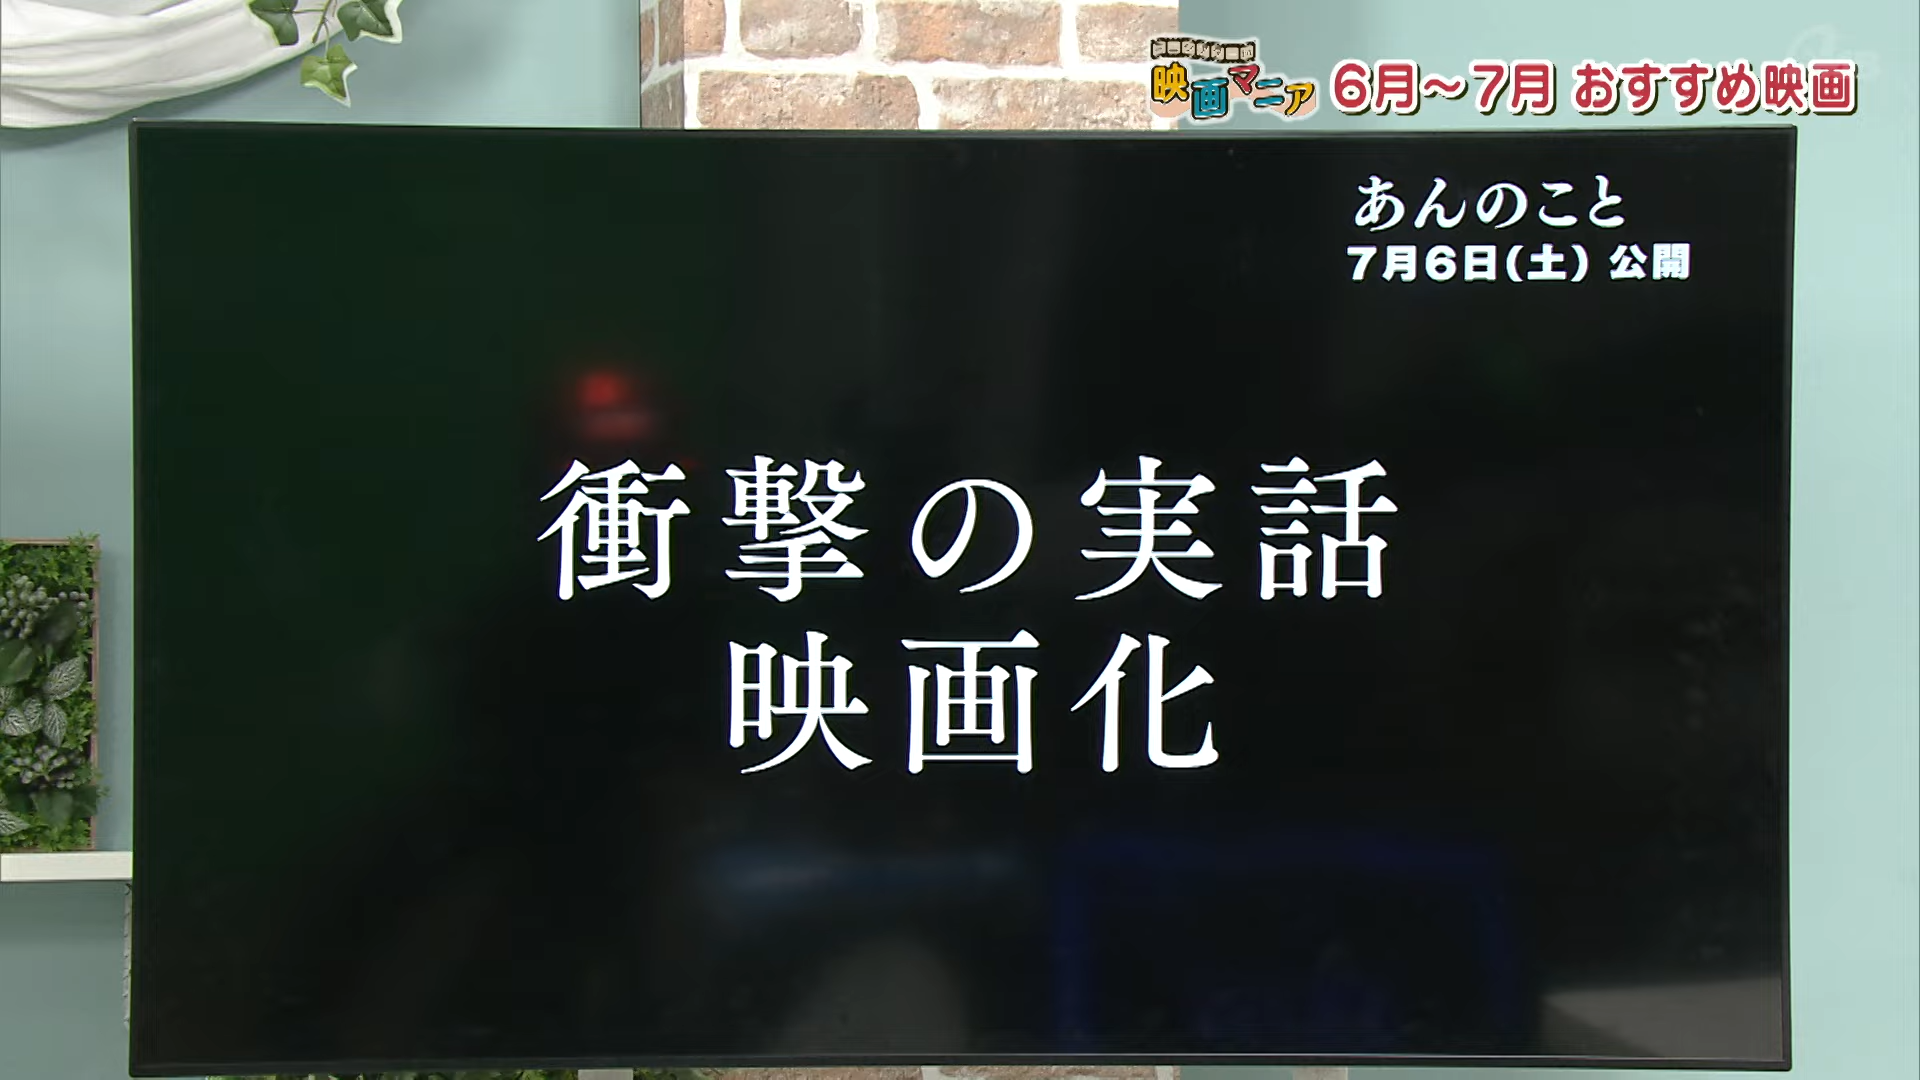 映画マニア 6月〜7月 おすすめ映画
あんのこと
7月6日(土) 公開
衝撃の実話
映画化